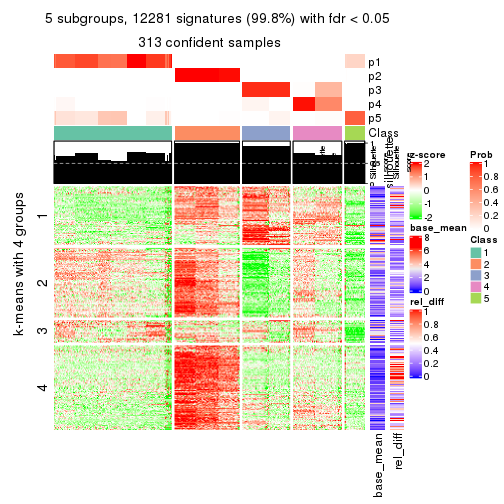 5 subgroups, 12281 signatures (99.8%) with fdr < 0.05
313 confident samples
p1
p2
p3
p4
p5
Class
silhouette
k-means with 4 groups
1
2
3
4
base_mean
rel_diff
z-score
2
1
0
-1
-2
base_mean
8
6
4
2
0
rel_diff
1
0.8
0.6
0.4
0.2
0
Prob
1
0.8
0.6
0.4
0.2
0
Class
1
2
3
4
5